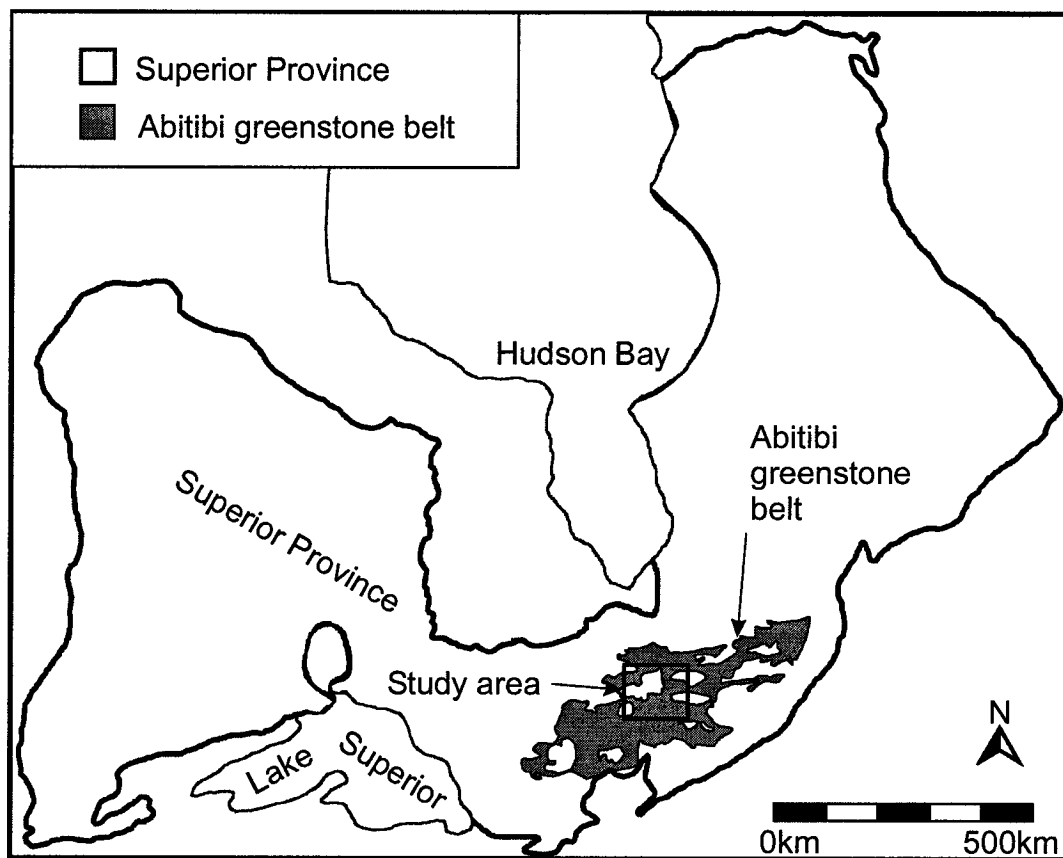 Superior Province
Abitibi greenstone belt
Hudson Bay
Abitibi
greenstone
belt
Superior Province
Study area
Lake Superior
N
0km 500km